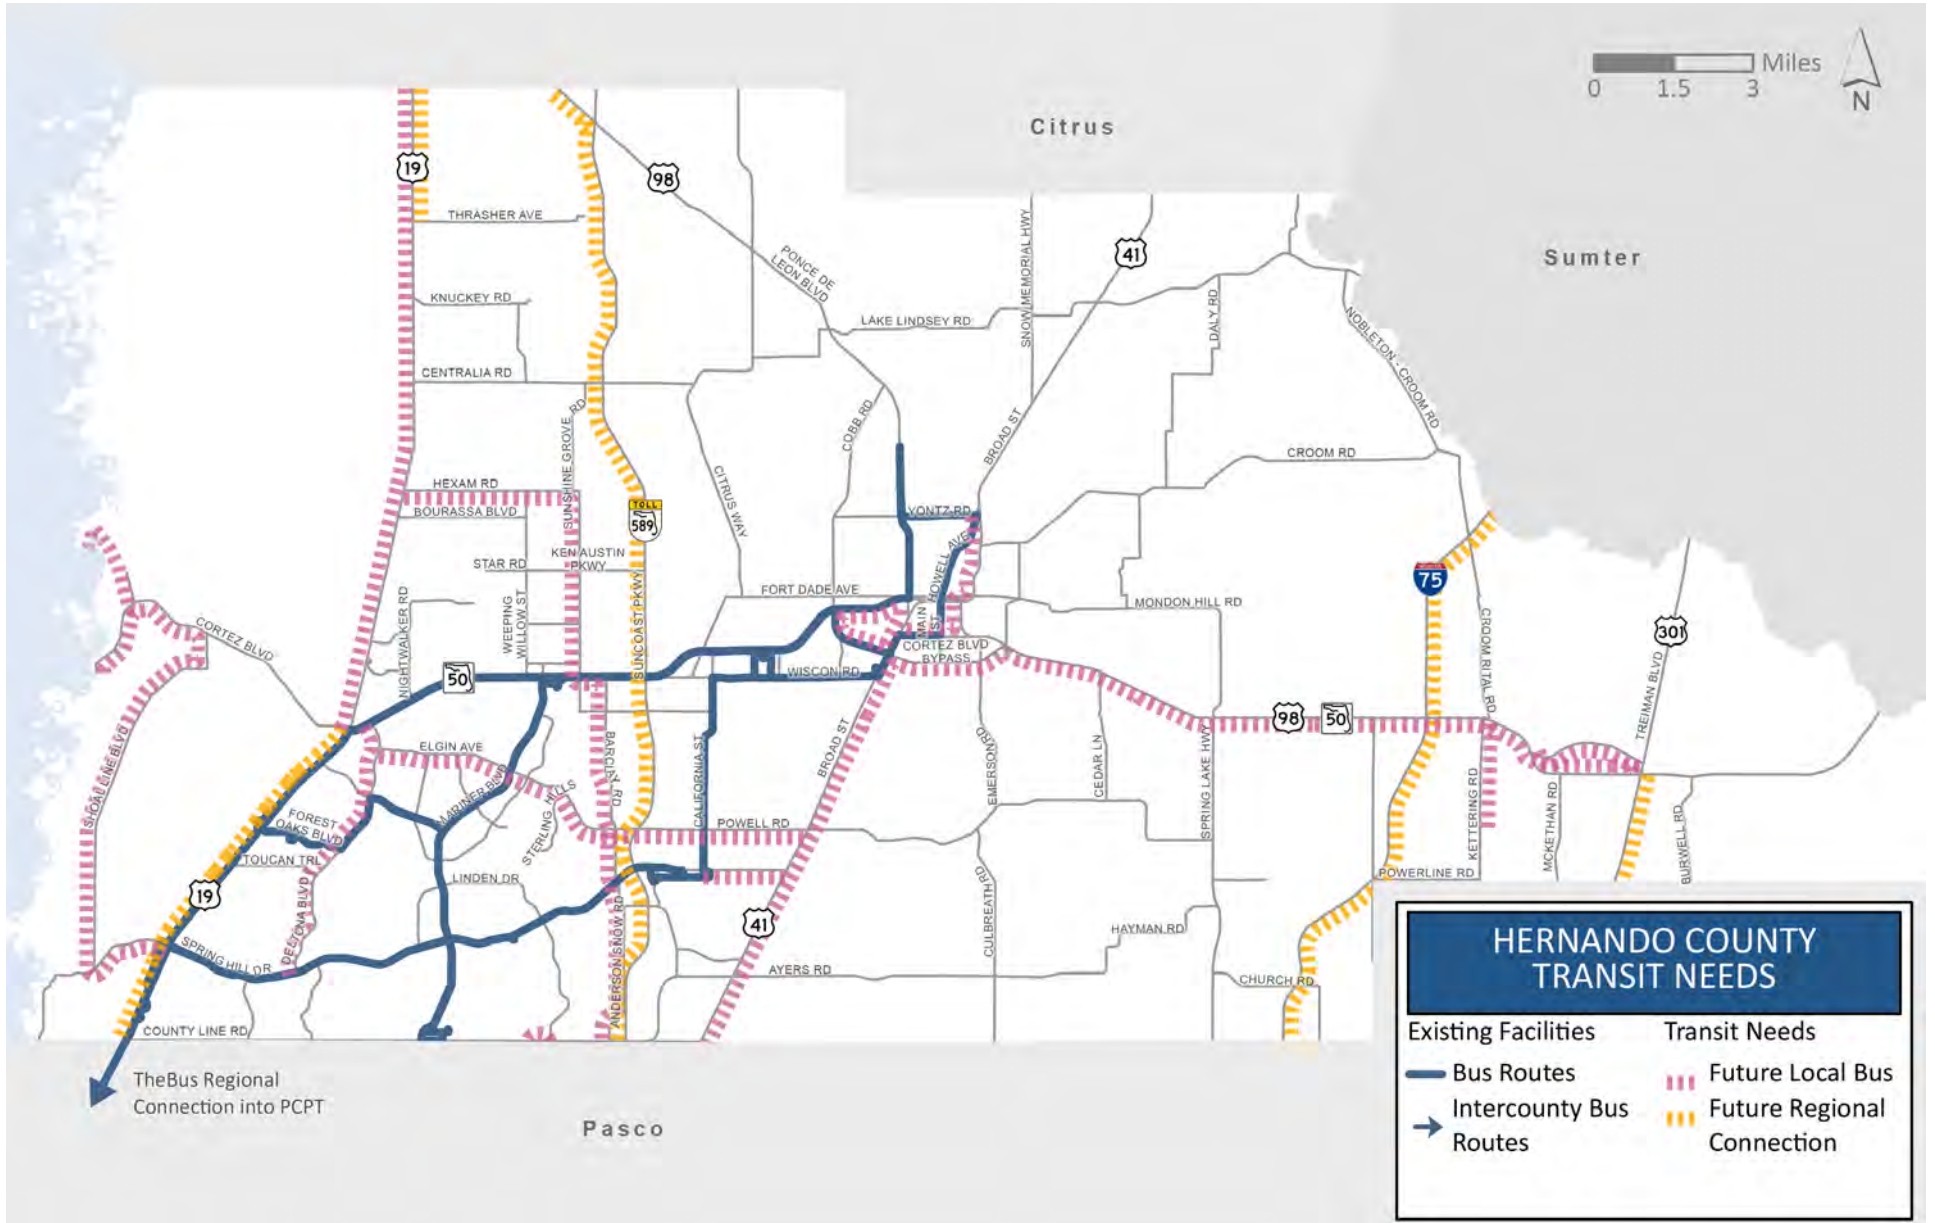 Miles
0 1.5 3
N
Citrus
19
98
THRASHER AVE
SNOW MEMORIAL HWY
41
Sumter
PONCE DE
LEON BLVD
KNUCKEY RD
LAKE LINDSEY RD
DALY RD
NOBLETON - CROOM RD
CENTRALIA RD
COBB RD
BROAD ST
CROOM RD
SUNSHINE GROVE RD
CITRUS WAY
HEXAM RD
BOURASSA BLVD
TOLL
589
YONTZ RD
HOWELL AVE
KEN AUSTIN
PKWY
STAR RD
75
FORT DADE AVE
MONDON HILL RD
NIGHTWALKER RD
WEEPING
WILLOW ST
SUNCOAST PKWY
MAIN
ST
CROOM RITAL RD
301
CORTEZ BLVD
CORTEZ BLVD
BYPASS
50
WISCON RD
TREIMAN BLVD
98
50
SHOAL LINE BLVD
ELGIN AVE
BARCLAY RD
CALIFORNIA ST
BROAD ST
EMERSON RD
CEDAR LN
SPRING LAKE HWY
KETTERING RD
MCKETHAN RD
BURWELL RD
MARINER BLVD
STERLING HILLS
FOREST
OAKS BLVD
POWELL RD
TOUCAN TRL
LINDEN DR
POWERLINE RD
19
DELTONA BLVD
ANDERSON SNOW RD
41
CULBREATH RD
HAYMAN RD
SPRING HILL DR
AYERS RD
CHURCH RD
COUNTY LINE RD
TheBus Regional
Connection into PCPT
Pasco
HERNANDO COUNTY
TRANSIT NEEDS
Existing Facilities
Bus Routes
Intercounty Bus
Routes
Transit Needs
Future Local Bus
Future Regional
Connection